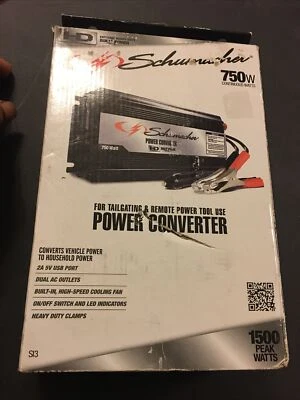 Schumacher
750W
CONTINUOUS WATTS
Schumacher
POWER CONVERTER
750 Watt
FOR TAILGATING & REMOTE POWER TOOL USE
POWER CONVERTER
CONVERTS VEHICLE POWER
TO HOUSEHOLD POWER
2A 5V USB PORT
DUAL AC OUTLETS
BUILT-IN, HIGH-SPEED COOLING FAN
ON/OFF SWITCH AND LED INDICATORS
HEAVY DUTY CLAMPS
1500
PEAK
WATTS
SI3